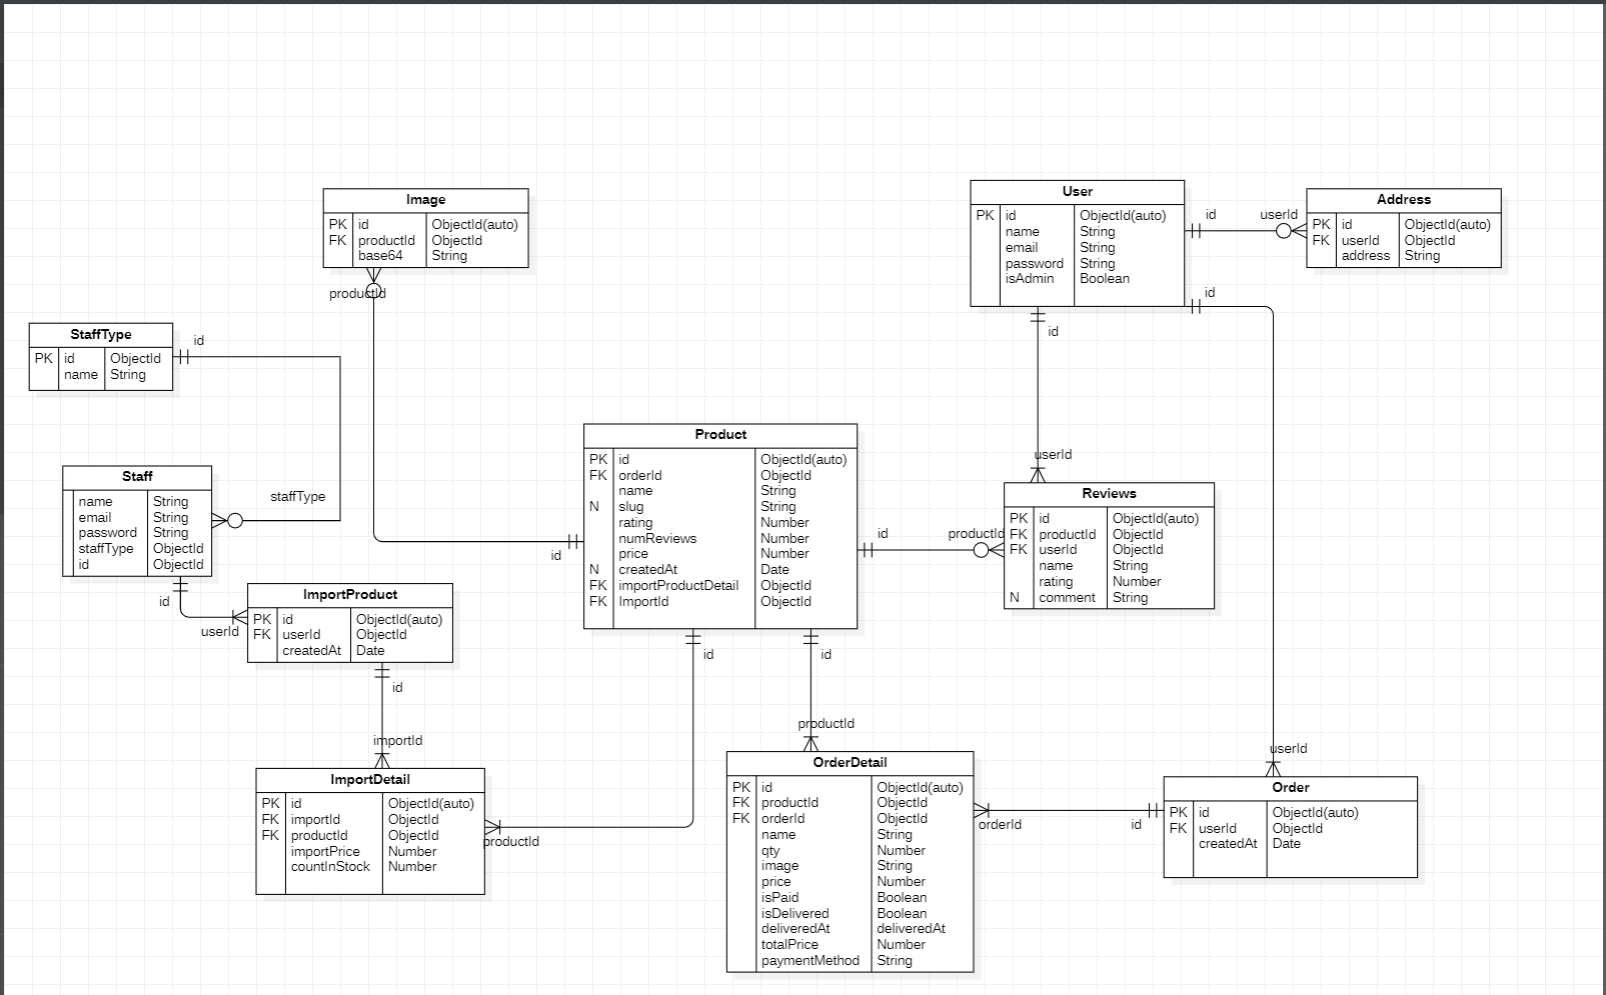 Image
PK id ObjectId(auto)
FK productId ObjectId
base64 String
productId
User
PK id ObjectId(auto)
name String
email String
password String
isAdmin Boolean
id
userId
Address
PK id ObjectId(auto)
FK userId ObjectId
address String
id
id
StaffType
PK id ObjectId
name String
id
Product
PK id ObjectId(auto)
FK orderId ObjectId
name String
N slug String
rating Number
numReviews Number
price Number
N createdAt Date
FK importProductDetail ObjectId
FK ImportId ObjectId
id
id
productId
userId
Reviews
PK id ObjectId(auto)
FK productId ObjectId
FK userId ObjectId
name String
rating Number
N comment String
Staff
name String
email String
password String
staffType ObjectId
id ObjectId
staffType
id
userId
ImportProduct
PK id ObjectId(auto)
FK userId ObjectId
createdAt Date
id
importId
id
id
productId
userId
ImportDetail
PK id ObjectId(auto)
FK importId ObjectId
FK productId ObjectId
importPrice Number
countInStock Number
productId
OrderDetail
PK id ObjectId(auto)
FK productId ObjectId
FK orderId ObjectId
name String
qty Number
image String
price Number
isPaid Boolean
isDelivered Boolean
deliveredAt deliveredAt
totalPrice Number
paymentMethod String
orderId
id
Order
PK id ObjectId(auto)
FK userId ObjectId
createdAt Date